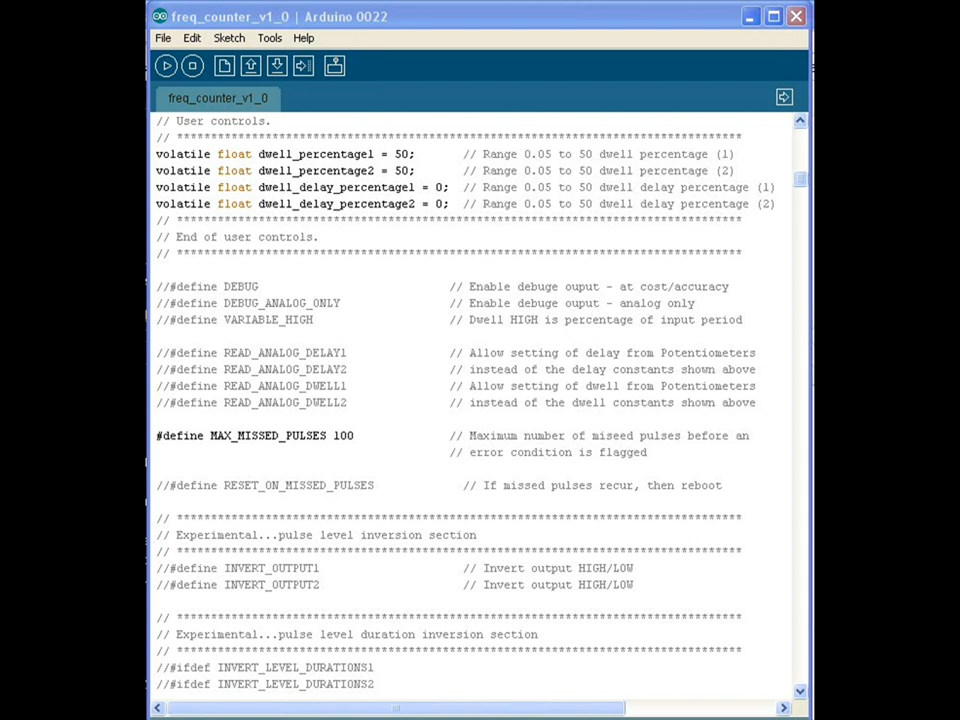 freq_counter_v1_0 | Arduino 0022
File Edit Sketch Tools Help
freq_counter_v1_0
// User controls.
// ***********************************************************************************
volatile float dwell_percentage1 = 50; // Range 0.05 to 50 dwell percentage (1)
volatile float dwell_percentage2 = 50; // Range 0.05 to 50 dwell percentage (2)
volatile float dwell_delay_percentage1 = 0; // Range 0.05 to 50 dwell delay percentage (1)
volatile float dwell_delay_percentage2 = 0; // Range 0.05 to 50 dwell delay percentage (2)
// ***********************************************************************************
// End of user controls.
// ***********************************************************************************
//#define DEBUG // Enable debuge ouput - at cost/accuracy
//#define DEBUG_ANALOG_ONLY // Enable debuge ouput - analog only
//#define VARIABLE_HIGH // Dwell HIGH is percentage of input period
//#define READ_ANALOG_DELAY1 // Allow setting of delay from Potentiometers
//#define READ_ANALOG_DELAY2 // instead of the delay constants shown above
//#define READ_ANALOG_DWELL1 // Allow setting of dwell from Potentiometers
//#define READ_ANALOG_DWELL2 // instead of the dwell constants shown above
#define MAX_MISSED_PULSES 100 // Maximum number of miseed pulses before an
// error condition is flagged
//#define RESET_ON_MISSED_PULSES // If missed pulses recur, then reboot
// ***********************************************************************************
// Experimental...pulse level inversion section
// ***********************************************************************************
//#define INVERT_OUTPUT1 // Invert output HIGH/LOW
//#define INVERT_OUTPUT2 // Invert output HIGH/LOW
// ***********************************************************************************
// Experimental...pulse level duration inversion section
// ***********************************************************************************
//#ifdef INVERT_LEVEL_DURATIONS1
//#ifdef INVERT_LEVEL_DURATIONS2